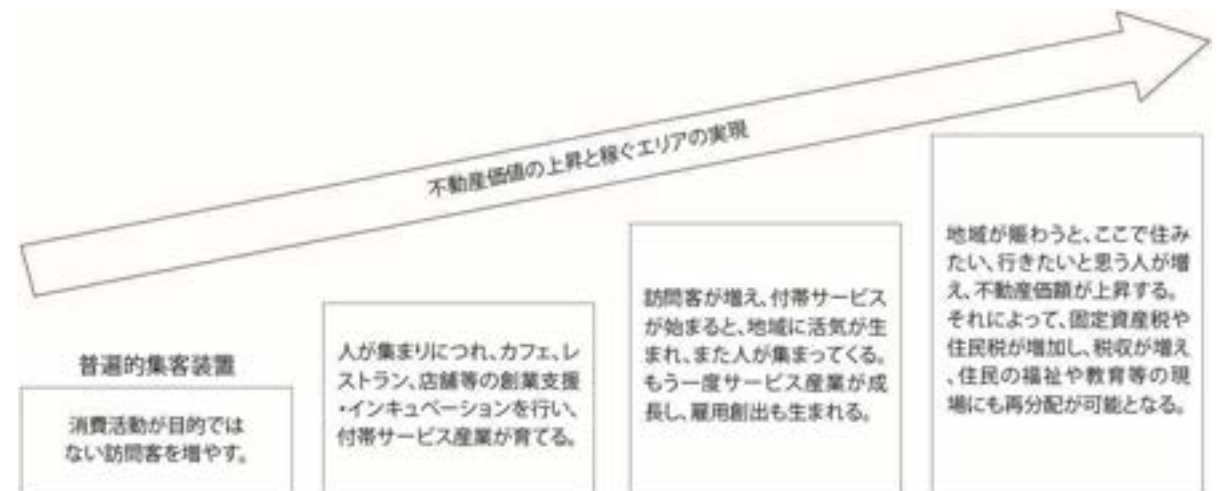 不動産価値の上昇と稼ぐエリアの実現
普遍的集客装置
消費活動が目的では
ない訪問客を増やす。
人が集まりにつれ、カフェ、レ
ストラン、店舗等の創業支援
・インキュベーションを行い、
付帯サービス産業が育てる。
訪問客が増え、付帯サービス
が始まると、地域に活気が生
まれ、また人が集まってくる。
もう一度サービス産業が成
長し、雇用創出も生まれる。
地域が賑わうと、ここで住み
たい、行きたいと思う人が増
え、不動産価額が上昇する。
それによって、固定資産税や
住民税が増加し、税収が増え
、住民の福祉や教育等の現
場にも再分配が可能となる。